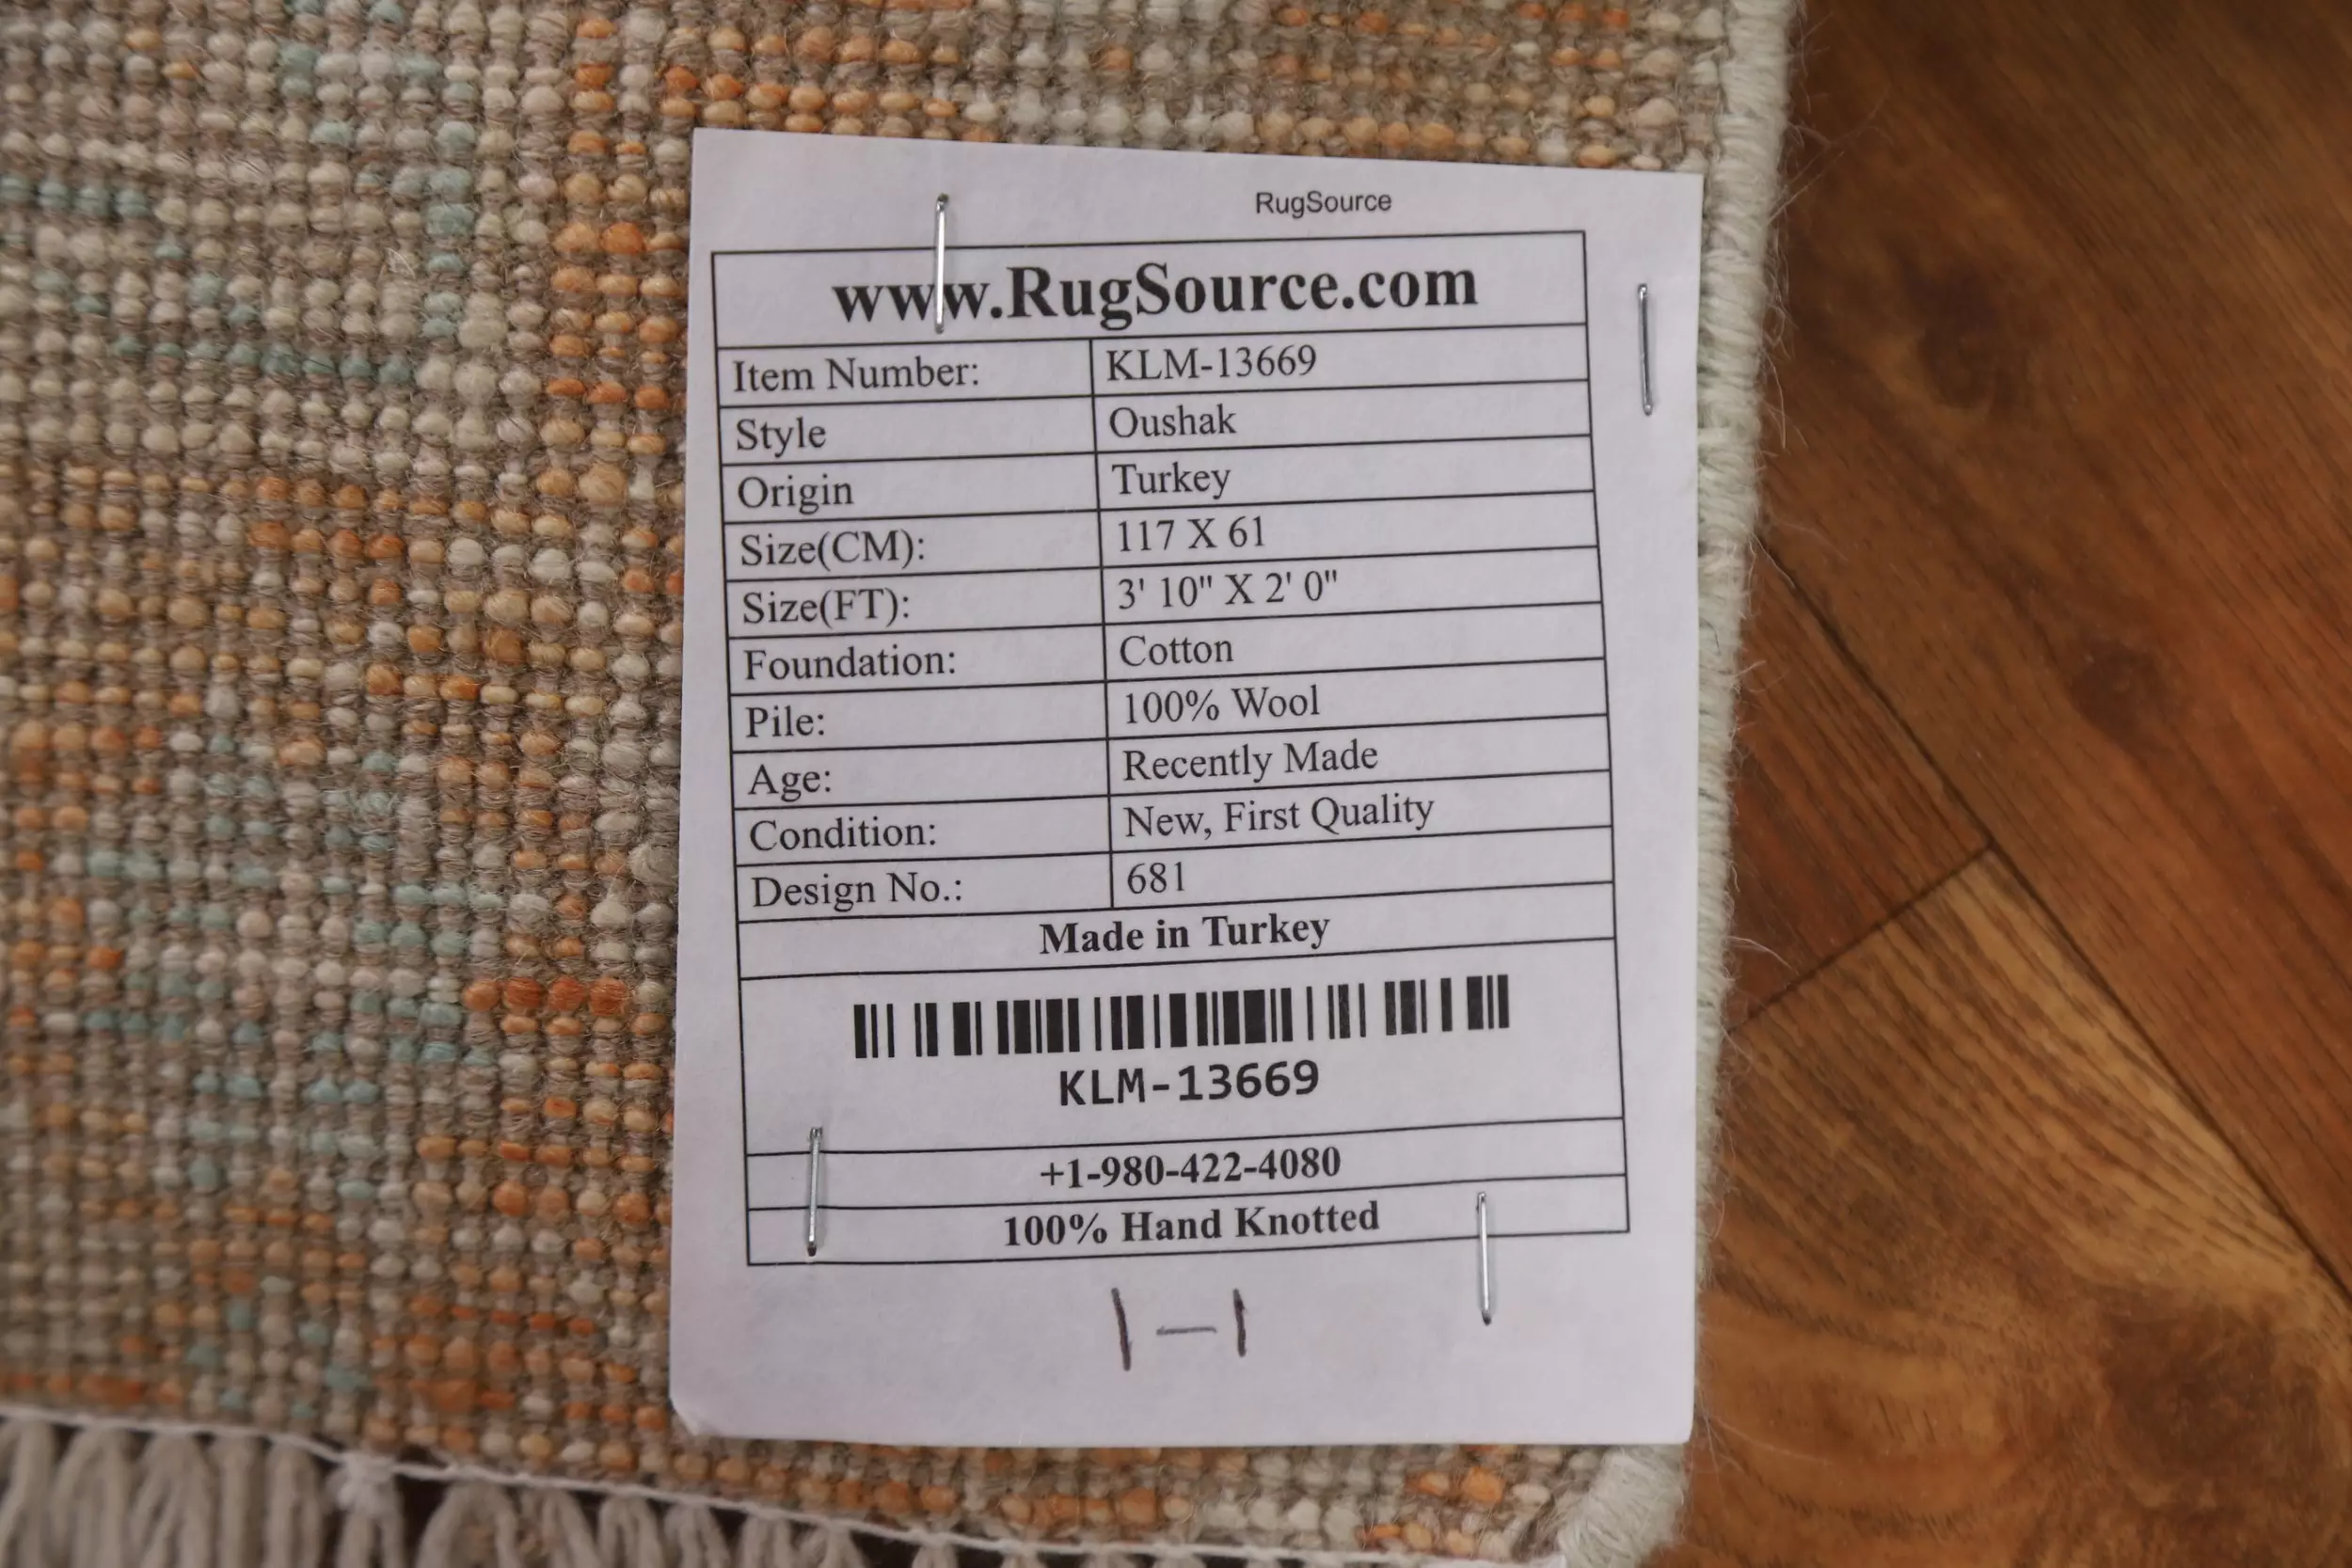 RugSource
www.RugSource.com
Item Number: KLM-13669
Style Oushak
Origin Turkey
Size(CM): 117 X 61
Size(FT): 3' 10" X 2' 0"
Foundation: Cotton
Pile: 100% Wool
Age: Recently Made
Condition: New, First Quality
Design No.: 681
Made in Turkey
KLM-13669
+1-980-422-4080
100% Hand Knotted
1-1